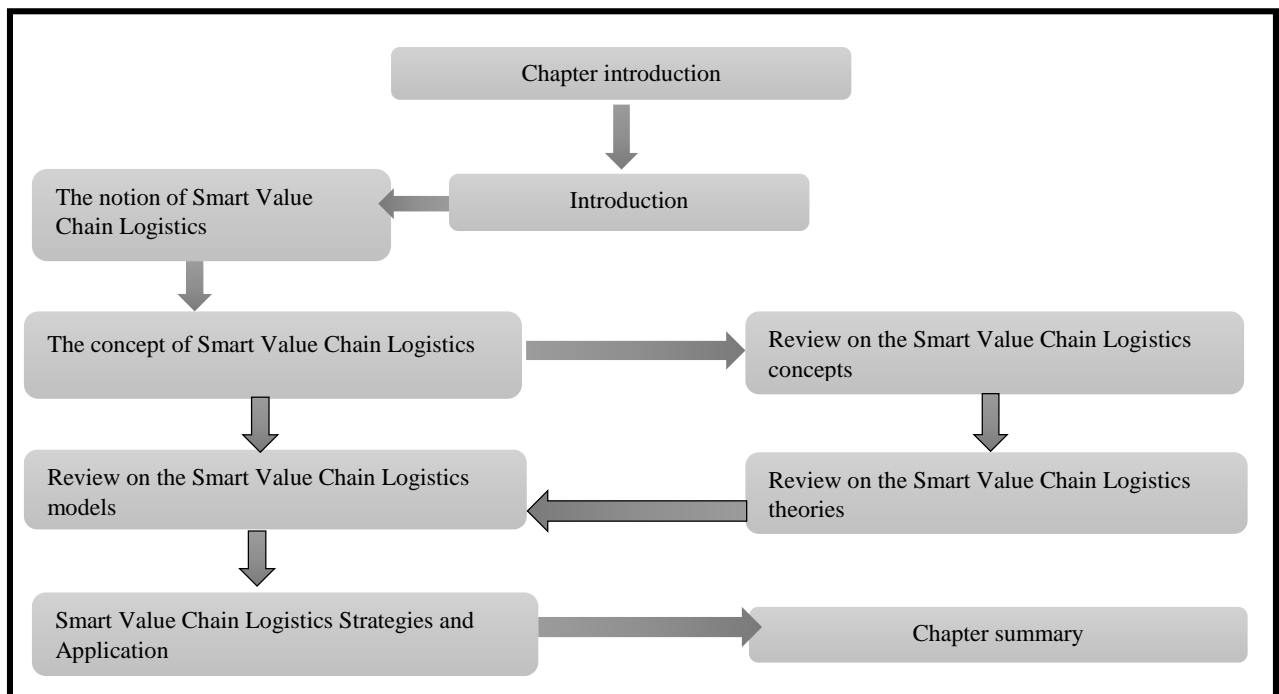 Chapter introduction
Introduction
The notion of Smart Value
Chain Logistics
The concept of Smart Value Chain Logistics
Review on the Smart Value Chain Logistics
concepts
Review on the Smart Value Chain Logistics
theories
Review on the Smart Value Chain Logistics
models
Smart Value Chain Logistics Strategies and
Application
Chapter summary